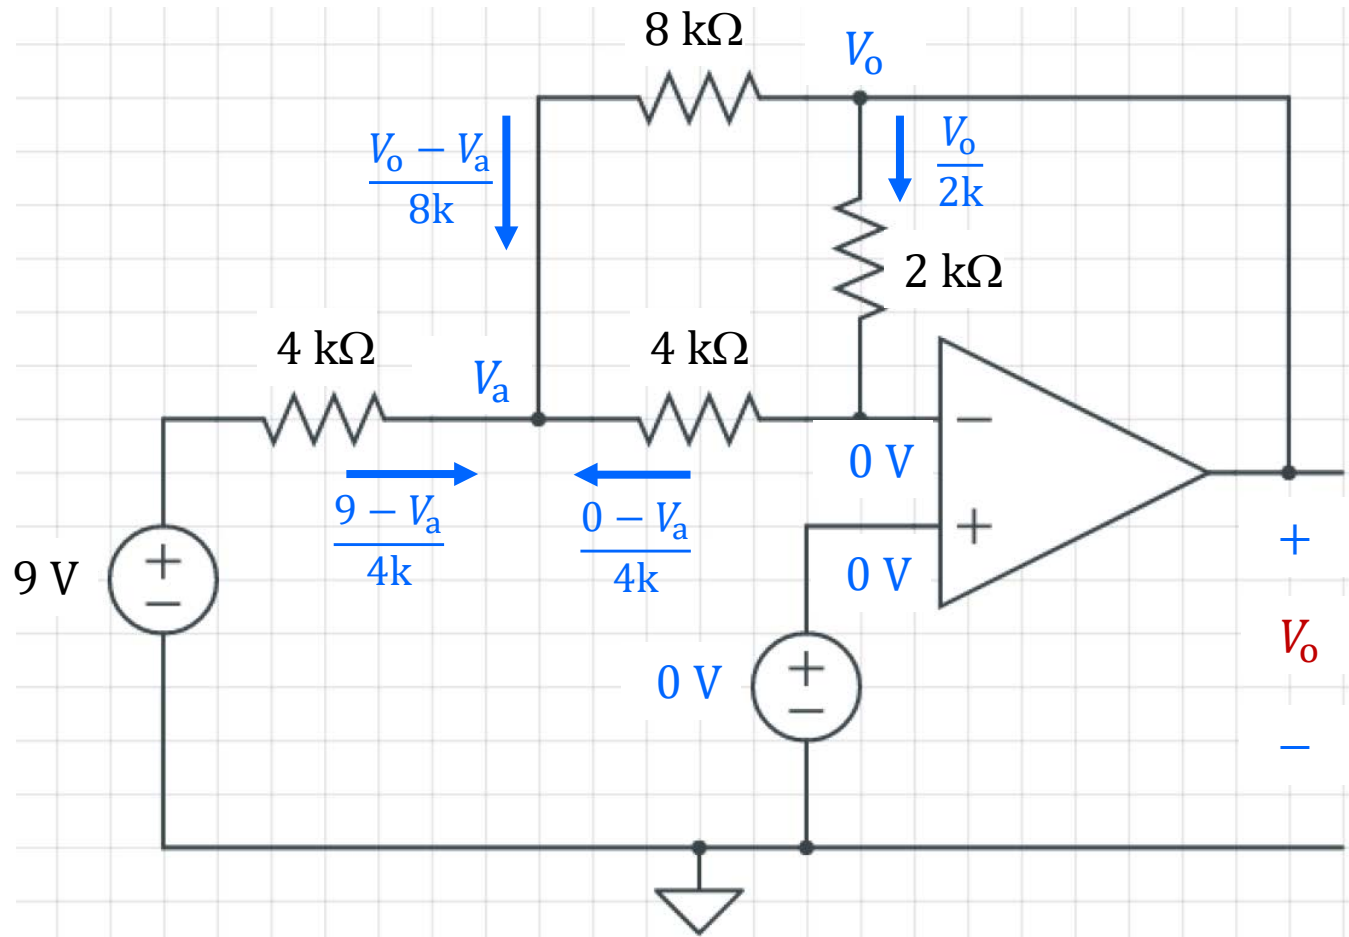 8 kΩ
Vo
Vo − Va
8k
Vo
2k
2 kΩ
4 kΩ
Va
4 kΩ
−
0 V
9 − Va
4k
0 − Va
4k
+
0 V
+
9 V
+
−
Vo
0 V
+
−
−